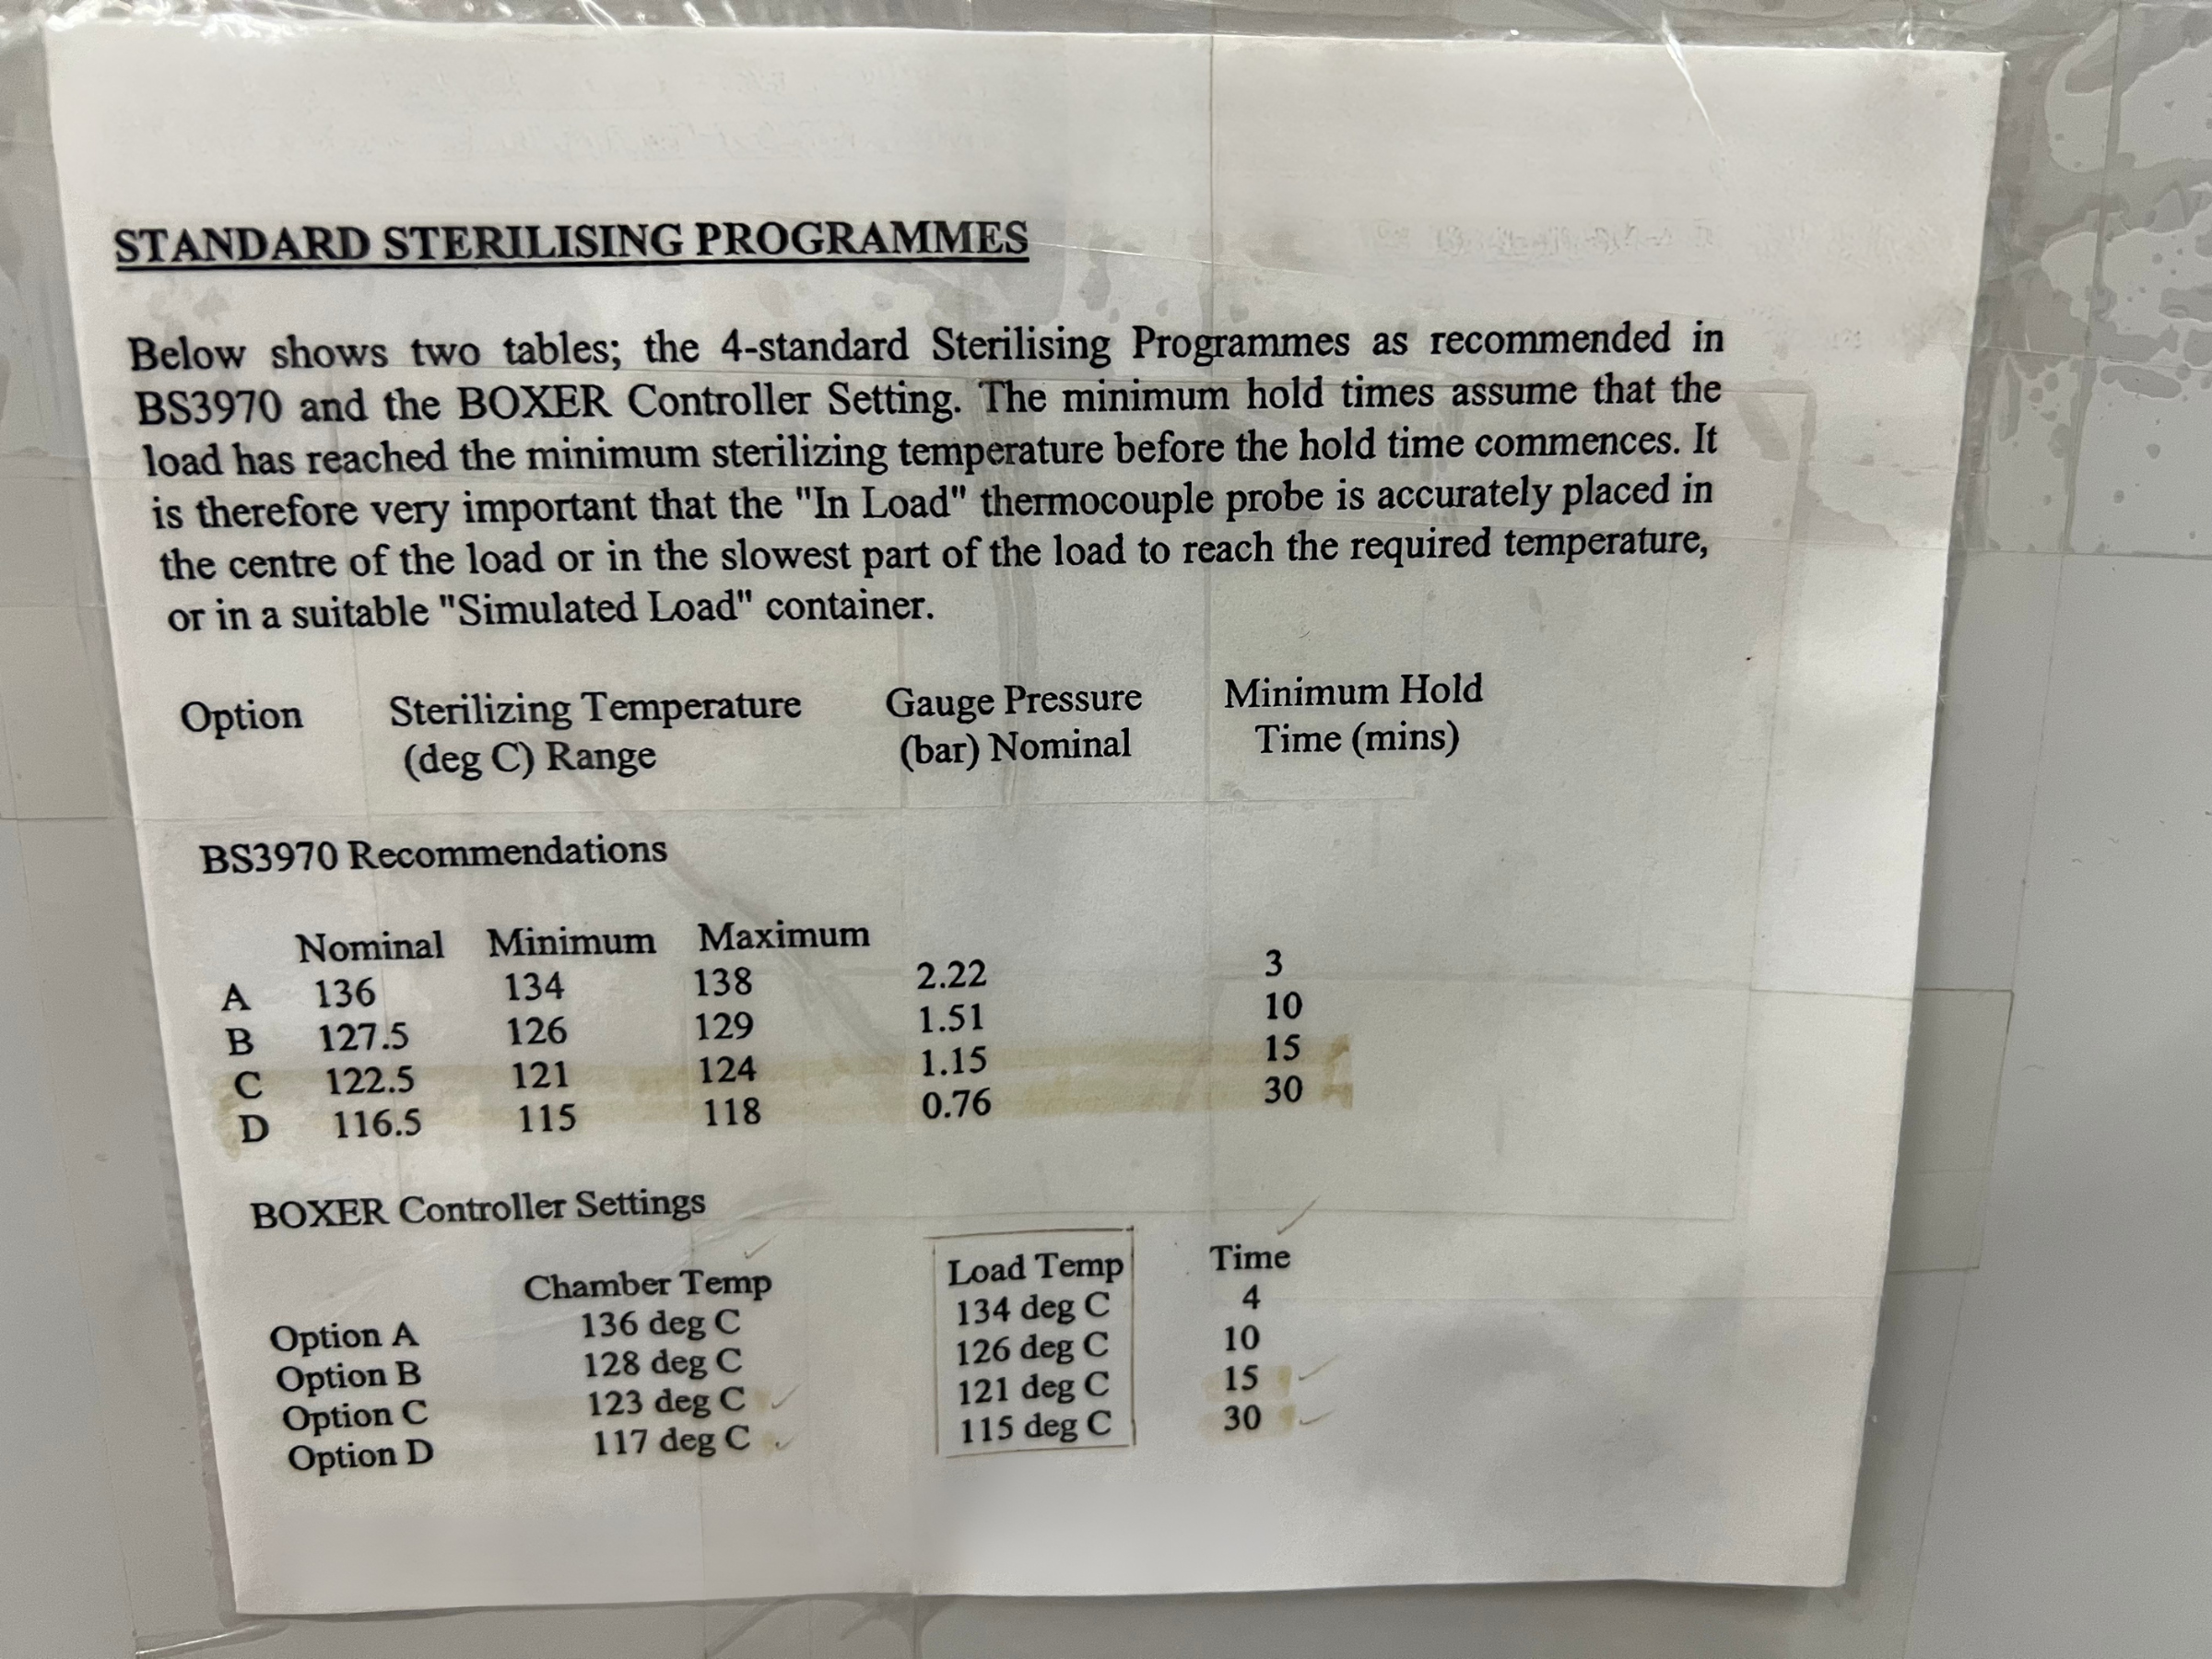 STANDARD STERILISING PROGRAMMES
Below shows two tables; the 4-standard Sterilising Programmes as recommended in
BS3970 and the BOXER Controller Setting. The minimum hold times assume that the
load has reached the minimum sterilizing temperature before the hold time commences. It
is therefore very important that the "In Load" thermocouple probe is accurately placed in
the centre of the load or in the slowest part of the load to reach the required temperature,
or in a suitable "Simulated Load" container.
Option Sterilizing Temperature Gauge Pressure Minimum Hold
(deg C) Range (bar) Nominal Time (mins)
BS3970 Recommendations
Nominal Minimum Maximum
A 136 134 138 2.22 3
B 127.5 126 129 1.51 10
C 122.5 121 124 1.15 15
D 116.5 115 118 0.76 30
BOXER Controller Settings
Chamber Temp Load Temp Time
Option A 136 deg C 134 deg C 4
Option B 128 deg C 126 deg C 10
Option C 123 deg C 121 deg C 15
Option D 117 deg C 115 deg C 30